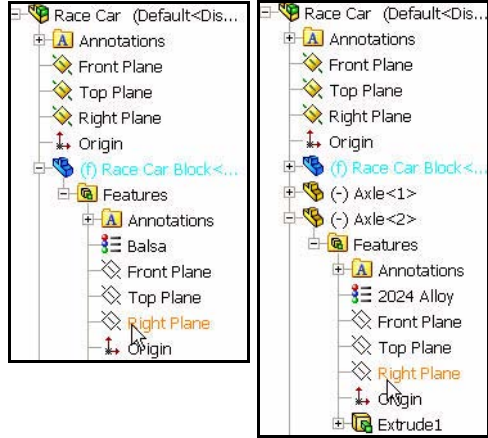 Race Car (Default<Dis...
Annotations
Front Plane
Top Plane
Right Plane
Origin
(f) Race Car Block<...
Features
Annotations
Balsa
Front Plane
Top Plane
Right Plane
Origin
Race Car (Default<Dis...
Annotations
Front Plane
Top Plane
Right Plane
Origin
(f) Race Car Block<...
(-) Axle<1>
(-) Axle<2>
Features
Annotations
2024 Alloy
Front Plane
Top Plane
Right Plane
Origin
Extrude1